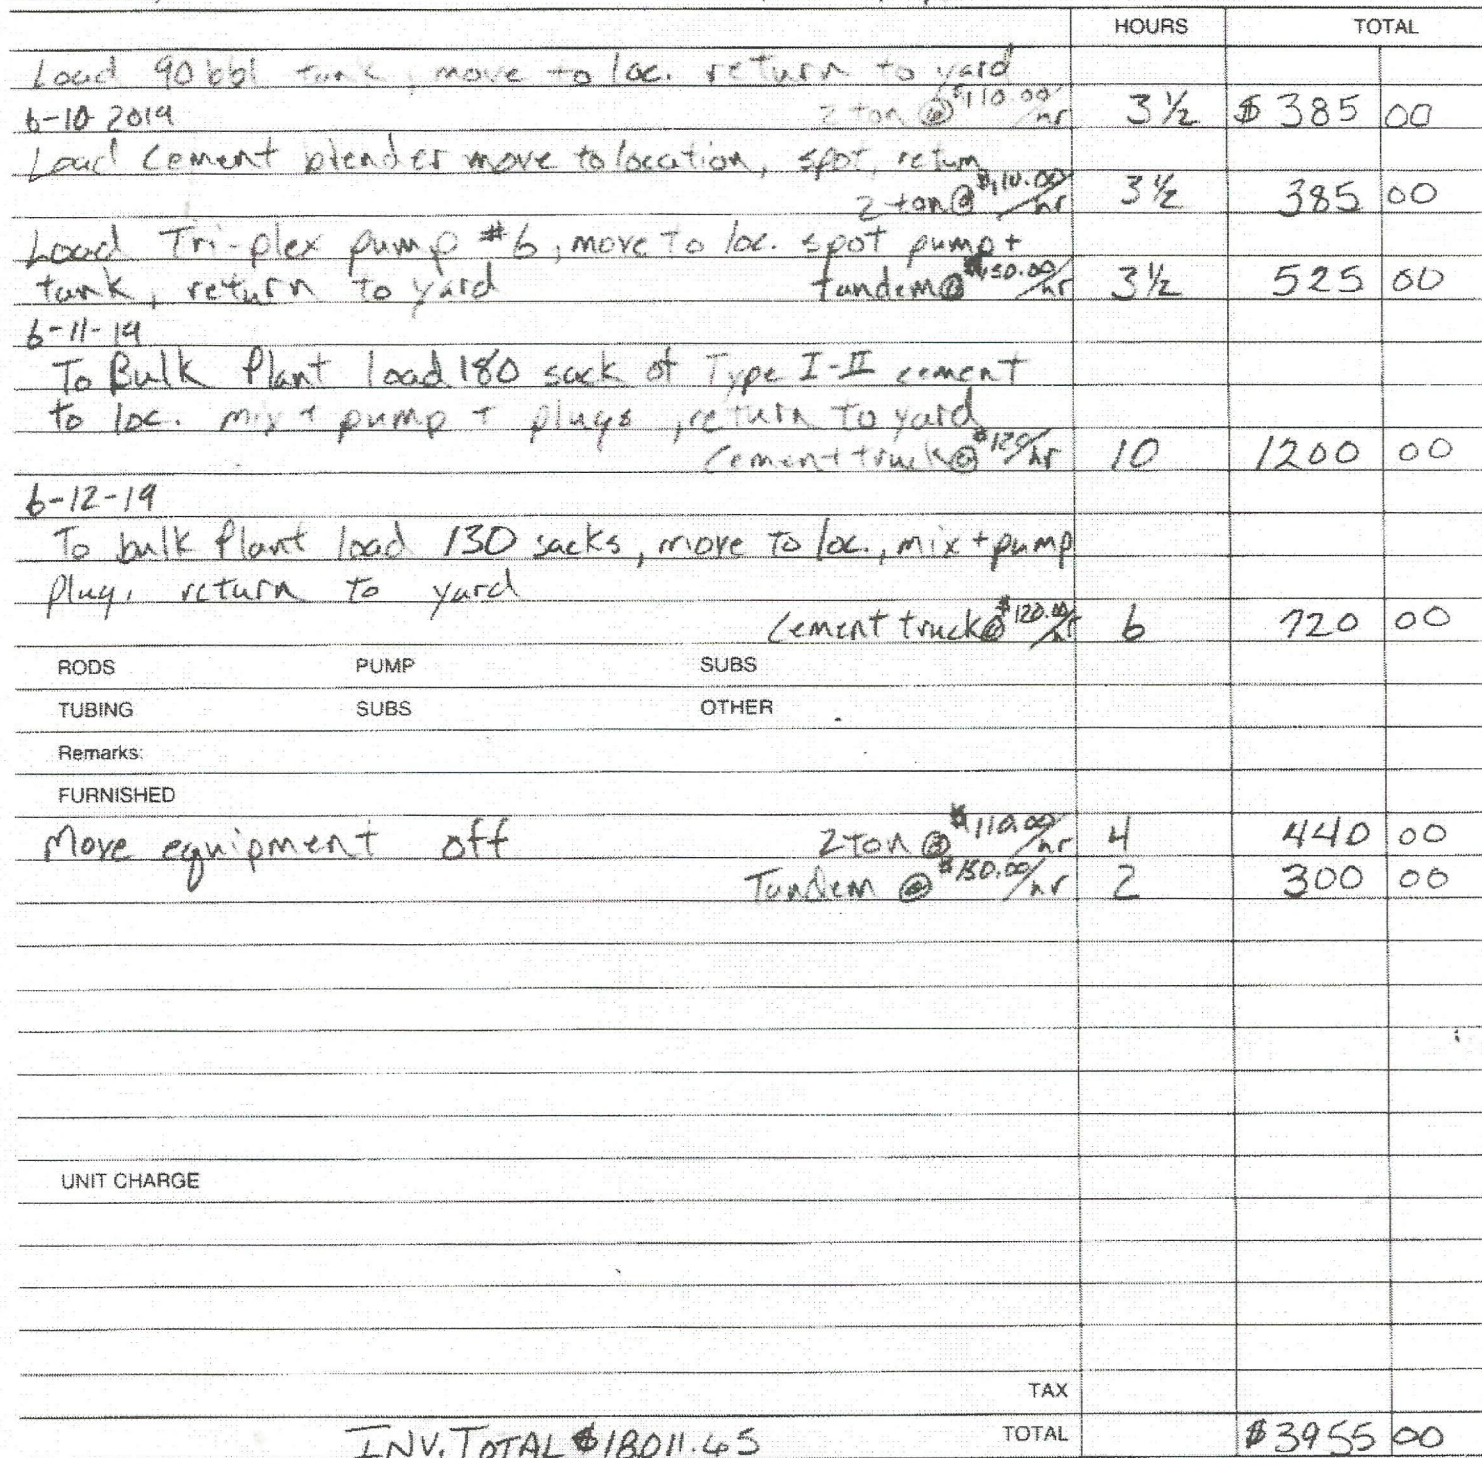 HOURS TOTAL
Load 90 bbl tank, move to loc. return to yard
6-10 2019 2 ton @ $110.00/hr 3½ $385 00
Load cement blender move to location, spot, return
2 ton @ $110.00/hr 3½ 385 00
Load Tri-plex pump #6, move to loc. spot pump +
tank, return to yard tandem @ $150.00/hr 3½ 525 00
6-11-19
To Bulk Plant load 180 sack of Type I-II cement
to loc. mix + pump + plugs, return to yard
Cement truck @ $120/hr 10 1200 00
6-12-19
To bulk Plant load 130 sacks, move to loc., mix + pump
plug, return to yard
Cement truck @ $120.00/hr 6 720 00
RODS PUMP SUBS
TUBING SUBS OTHER
Remarks:
FURNISHED
Move equipment off 2 ton @ $110.00/hr 4 440 00
Tandem @ $150.00/hr 2 300 00
UNIT CHARGE
TAX
INV. TOTAL $18011.45 TOTAL $3955 00